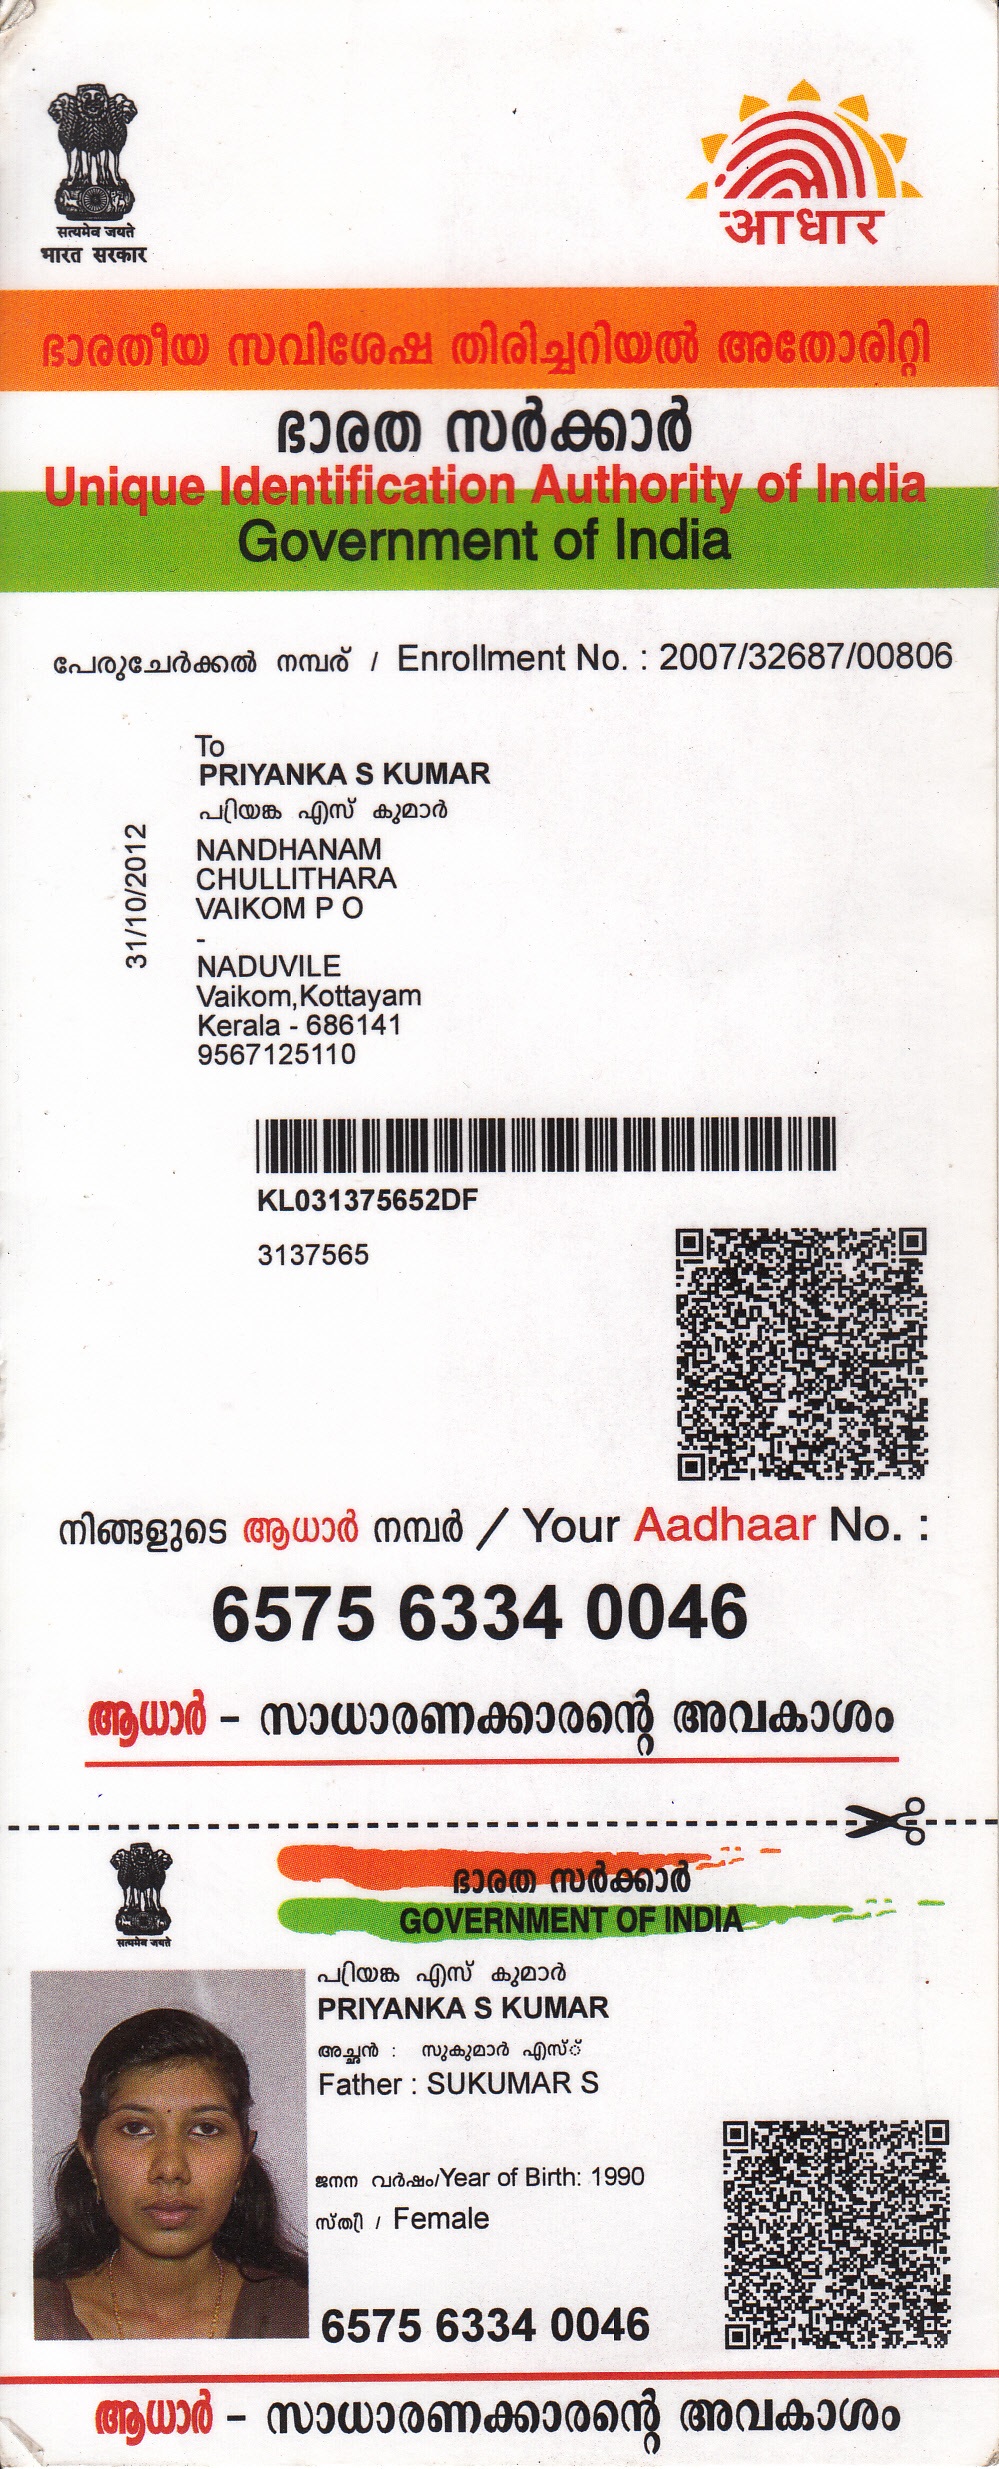 सत्यमेव जयते
भारत सरकार
आधार
ഭാരതീയ സവിശേഷ തിരിച്ചറിയൽ അതോരിറ്റി
ഭാരത സർക്കാർ
Unique Identification Authority of India
Government of India
പേരുചേർക്കൽ നമ്പര് / Enrollment No. : 2007/32687/00806
31/10/2012
To
PRIYANKA S KUMAR
പ്രിയങ്ക എസ് കുമാർ
NANDHANAM
CHULLITHARA
VAIKOM P O
-
NADUVILE
Vaikom,Kottayam
Kerala - 686141
9567125110
KL031375652DF
3137565
നിങ്ങളുടെ ആധാർ നമ്പർ / Your Aadhaar No. :
6575 6334 0046
ആധാർ - സാധാരണക്കാരന്റെ അവകാശം
सत्यमेव जयते
ഭാരത സർക്കാർ
GOVERNMENT OF INDIA
പ്രിയങ്ക എസ് കുമാർ
PRIYANKA S KUMAR
അച്ഛൻ : സുകുമാർ എസ്്
Father : SUKUMAR S
ജനന വർഷം/Year of Birth: 1990
സ്ത്രീ / Female
6575 6334 0046
ആധാർ - സാധാരണക്കാരന്റെ അവകാശം